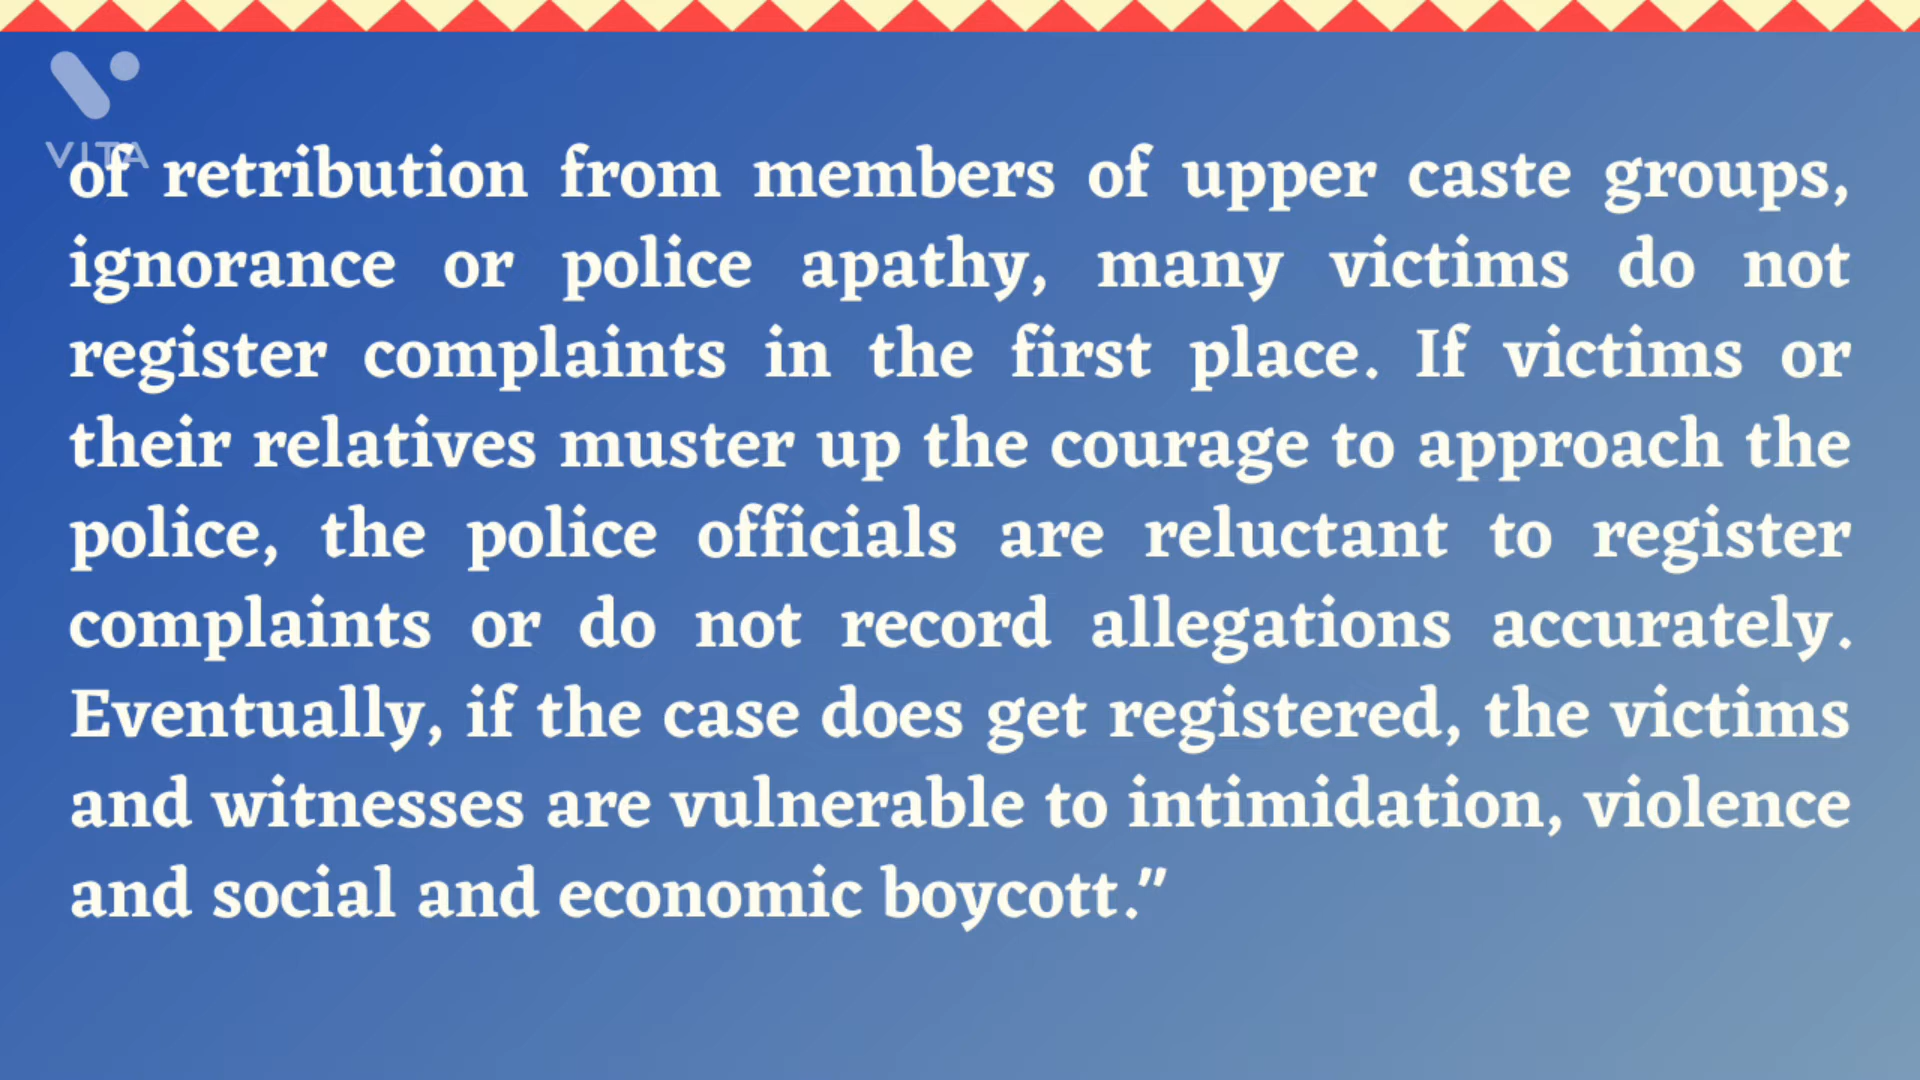 VITA
of retribution from members of upper caste groups,
ignorance or police apathy, many victims do not
register complaints in the first place. If victims or
their relatives muster up the courage to approach the
police, the police officials are reluctant to register
complaints or do not record allegations accurately.
Eventually, if the case does get registered, the victims
and witnesses are vulnerable to intimidation, violence
and social and economic boycott."